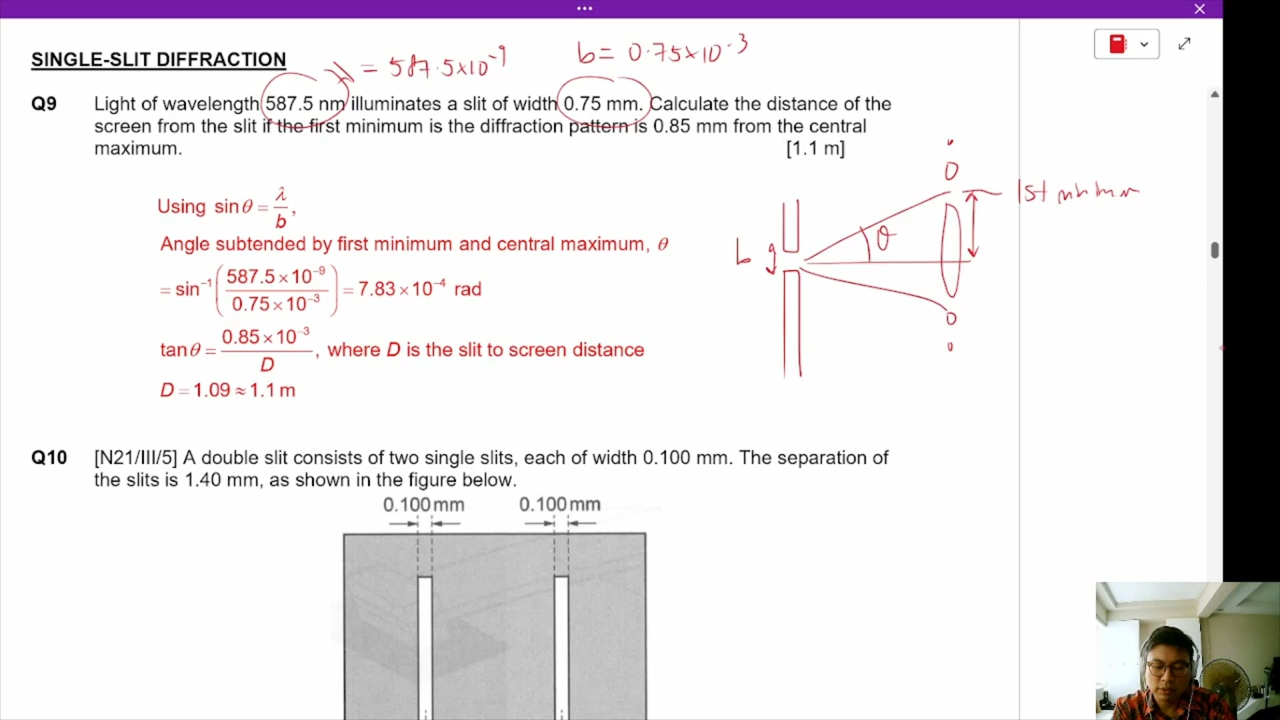 SINGLE-SLIT DIFFRACTION
λ = 587.5×10⁻⁹
b = 0.75×10⁻³
Q9 Light of wavelength 587.5 nm illuminates a slit of width 0.75 mm. Calculate the distance of the
screen from the slit if the first minimum is the diffraction pattern is 0.85 mm from the central
maximum. [1.1 m]
1st minimum
θ
b
Using sinθ = λ/b,
Angle subtended by first minimum and central maximum, θ
= sin⁻¹(587.5×10⁻⁹ / 0.75×10⁻³) = 7.83×10⁻⁴ rad
tanθ = 0.85×10⁻³ / D, where D is the slit to screen distance
D = 1.09 ≈ 1.1 m
Q10 [N21/III/5] A double slit consists of two single slits, each of width 0.100 mm. The separation of
the slits is 1.40 mm, as shown in the figure below.
0.100 mm 0.100 mm